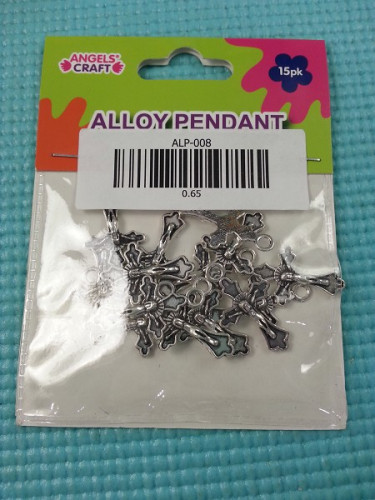 ANGELS'
CRAFT
15pk
ALLOY PENDANT
ALP-008
0.65